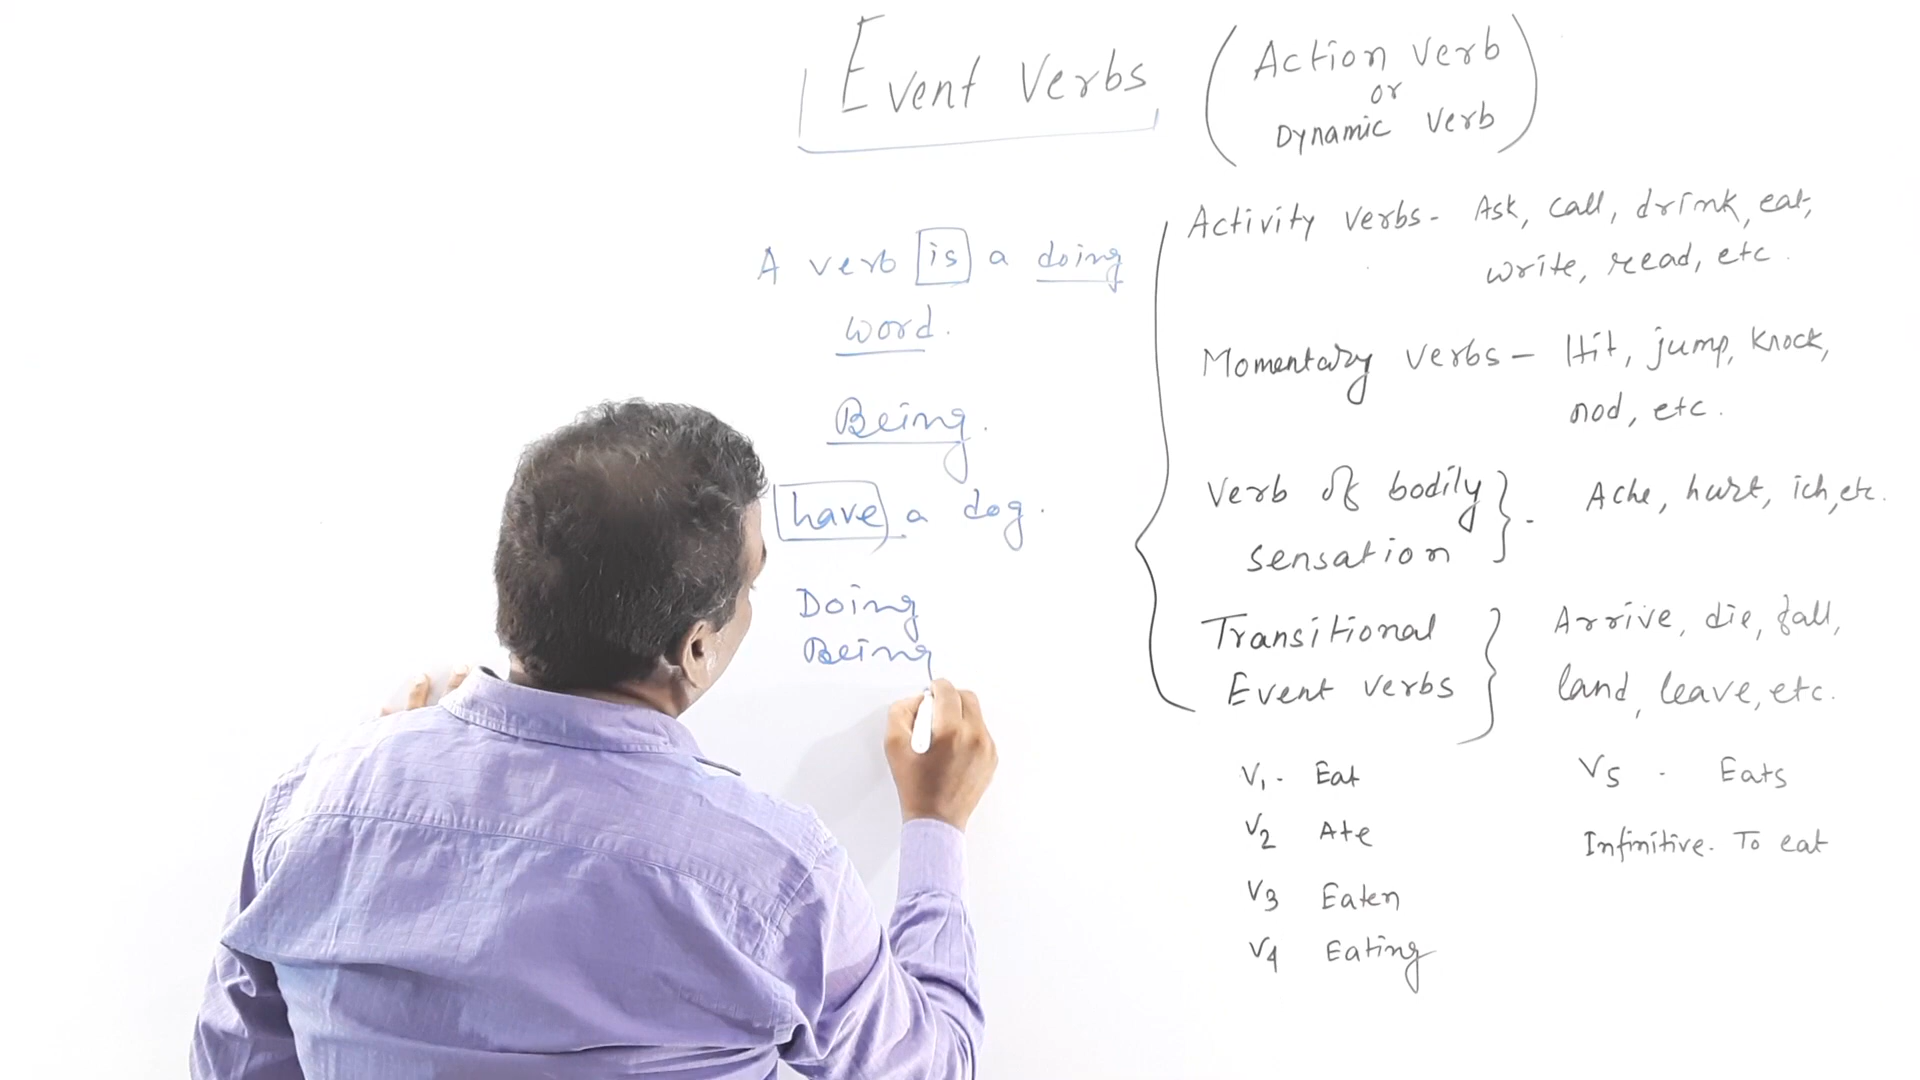 Event Verbs
(Action Verb
or
Dynamic Verb)
A verb is a doing
word.
Being.
have a dog.
Doing
Being
Activity verbs - Ask, call, drink, eat,
write, read, etc.
Momentary verbs - Hit, jump, knock,
nod, etc.
Verb of bodily
sensation } - Ache, hurt, ich, etc.
Transitional
Event verbs } Arrive, die, fall,
land, leave, etc.
V1 - Eat
V2 Ate
V3 Eaten
V4 Eating
V5 - Eats
Infinitive. To eat